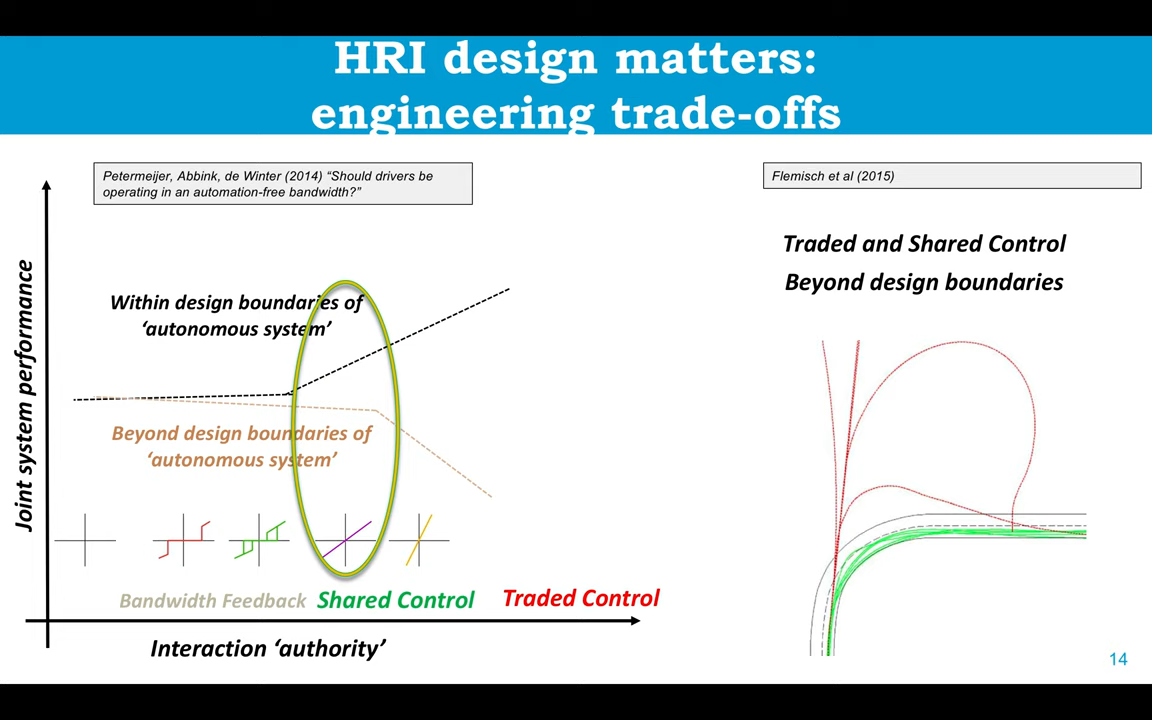 HRI design matters:
engineering trade-offs
Petermeijer, Abbink, de Winter (2014) “Should drivers be
operating in an automation-free bandwidth?”
Flemisch et al (2015)
Traded and Shared Control
Beyond design boundaries
Joint system performance
Within design boundaries of
‘autonomous system’
Beyond design boundaries of
‘autonomous system’
Bandwidth Feedback
Shared Control
Traded Control
Interaction ‘authority’
14